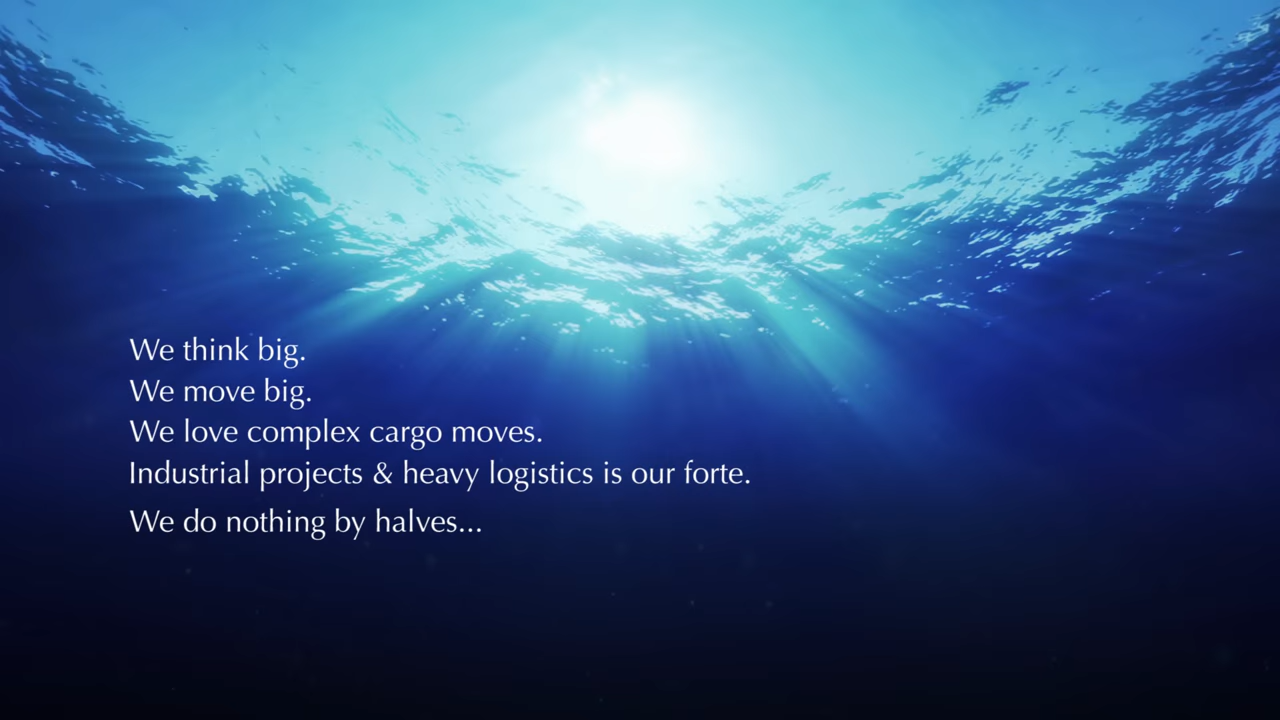 We think big.
We move big.
We love complex cargo moves.
Industrial projects & heavy logistics is our forte.
We do nothing by halves...